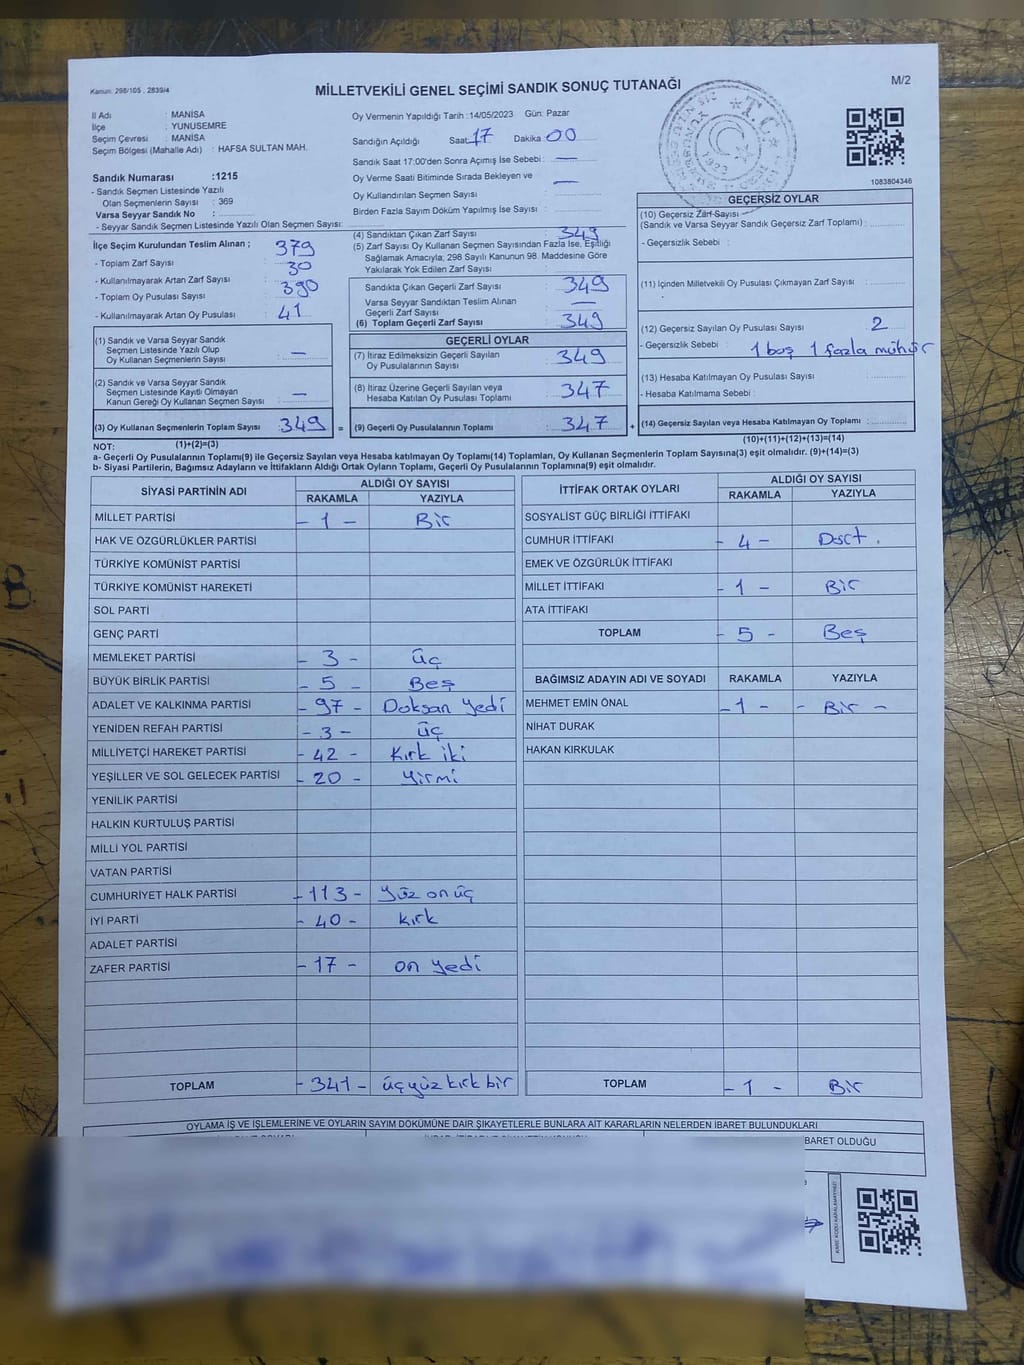 Kanun: 298/105 , 2839/4
MİLLETVEKİLİ GENEL SEÇİMİ SANDIK SONUÇ TUTANAĞI
M/2
İl Adı : MANİSA
İlçe : YUNUSEMRE
Seçim Çevresi : MANİSA
Seçim Bölgesi (Mahalle Adı) : HAFSA SULTAN MAH.
Sandık Numarası :1215
- Sandık Seçmen Listesinde Yazılı
Olan Seçmenlerin Sayısı : 369
Varsa Seyyar Sandık No :
- Seyyar Sandık Seçmen Listesinde Yazılı Olan Seçmen Sayısı:
Oy Vermenin Yapıldığı Tarih :14/05/2023 Gün: Pazar
Sandığın Açıldığı Saat 17 Dakika 00
Sandık Saat 17:00'den Sonra Açımış İse Sebebi : —
Oy Verme Saati Bitiminde Sırada Bekleyen ve —
Oy Kullandırılan Seçmen Sayısı :
Birden Fazla Sayım Döküm Yapılmış İse Sayısı :
T.C.
1083804346
İlçe Seçim Kurulundan Teslim Alınan ; 379
- Toplam Zarf Sayısı : 30
- Kullanılmayarak Artan Zarf Sayısı : 390
- Toplam Oy Pusulası Sayısı :
- Kullanılmayarak Artan Oy Pusulası : 41
(1) Sandık ve Varsa Seyyar Sandık
Seçmen Listesinde Yazılı Olup
Oy Kullanan Seçmenlerin Sayısı : —
(2) Sandık ve Varsa Seyyar Sandık
Seçmen Listesinde Kayıtlı Olmayan
Kanun Gereği Oy Kullanan Seçmen Sayısı : —
(3) Oy Kullanan Seçmenlerin Toplam Sayısı : 349
(1)+(2)=(3)
(4) Sandıktan Çıkan Zarf Sayısı : 349
(5) Zarf Sayısı Oy Kullanan Seçmen Sayısından Fazla İse, Eşitliği
Sağlamak Amacıyla; 298 Sayılı Kanunun 98. Maddesine Göre
Yakılarak Yok Edilen Zarf Sayısı :
Sandıkta Çıkan Geçerli Zarf Sayısı : 349
Varsa Seyyar Sandıktan Teslim Alınan
Geçerli Zarf Sayısı : —
(6) Toplam Geçerli Zarf Sayısı : 349
GEÇERLİ OYLAR
(7) İtiraz Edilmeksizin Geçerli Sayılan
Oy Pusulalarının Sayısı : 349
(8) İtiraz Üzerine Geçerli Sayılan veya
Hesaba Katılan Oy Pusulası Toplamı : 347
= (9) Geçerli Oy Pusulalarının Toplamı : 347
GEÇERSİZ OYLAR
(10) Geçersiz Zarf Sayısı
(Sandık ve Varsa Seyyar Sandık Geçersiz Zarf Toplamı) :
- Geçersizlik Sebebi :
(11) İçinden Milletvekili Oy Pusulası Çıkmayan Zarf Sayısı :
(12) Geçersiz Sayılan Oy Pusulası Sayısı : 2
- Geçersizlik Sebebi : 1 boş 1 fazla mühür
(13) Hesaba Katılmayan Oy Pusulası Sayısı :
- Hesaba Katılmama Sebebi :
+ (14) Geçersiz Sayılan veya Hesaba Katılmayan Oy Toplamı :
(10)+(11)+(12)+(13)=(14)
NOT:
a- Geçerli Oy Pusulalarının Toplamı(9) ile Geçersiz Sayılan veya Hesaba katılmayan Oy Toplamı(14) Toplamları, Oy Kullanan Seçmenlerin Toplam Sayısına(3) eşit olmalıdır. (9)+(14)=(3)
b- Siyasi Partilerin, Bağımsız Adayların ve İttifakların Aldığı Ortak Oyların Toplamı, Geçerli Oy Pusulalarının Toplamına(9) eşit olmalıdır.
SİYASİ PARTİNİN ADI ALDIĞI OY SAYISI
RAKAMLA YAZIYLA
MİLLET PARTİSİ - 1 - Bir
HAK VE ÖZGÜRLÜKLER PARTİSİ
TÜRKİYE KOMÜNİST PARTİSİ
TÜRKİYE KOMÜNİST HAREKETİ
SOL PARTİ
GENÇ PARTİ
MEMLEKET PARTİSİ - 3 - üç
BÜYÜK BİRLİK PARTİSİ - 5 - Beş
ADALET VE KALKINMA PARTİSİ - 97 - Doksan yedi
YENİDEN REFAH PARTİSİ - 3 - üç
MİLLİYETÇİ HAREKET PARTİSİ - 42 - Kırk iki
YEŞİLLER VE SOL GELECEK PARTİSİ - 20 - yirmi
YENİLİK PARTİSİ
HALKIN KURTULUŞ PARTİSİ
MİLLİ YOL PARTİSİ
VATAN PARTİSİ
CUMHURİYET HALK PARTİSİ - 113 - yüz on üç
İYİ PARTİ - 40 - kırk
ADALET PARTİSİ
ZAFER PARTİSİ - 17 - on yedi
TOPLAM - 341 - üçyüz kırk bir
İTTİFAK ORTAK OYLARI ALDIĞI OY SAYISI
RAKAMLA YAZIYLA
SOSYALİST GÜÇ BİRLİĞİ İTTİFAKI
CUMHUR İTTİFAKI - 4 - Dört .
EMEK VE ÖZGÜRLÜK İTTİFAKI
MİLLET İTTİFAKI - 1 - Bir
ATA İTTİFAKI
TOPLAM - 5 - Beş
BAĞIMSIZ ADAYIN ADI VE SOYADI RAKAMLA YAZIYLA
MEHMET EMİN ÖNAL - 1 - - Bir -
NİHAT DURAK
HAKAN KIRKULAK
TOPLAM - 1 - Bir
OYLAMA İŞ VE İŞLEMLERİNE VE OYLARIN SAYIM DÖKÜMÜNE DAİR ŞİKAYETLERLE BUNLARA AİT KARARLARIN NELERDEN İBARET BULUNDUKLARI
BARET OLDUĞU